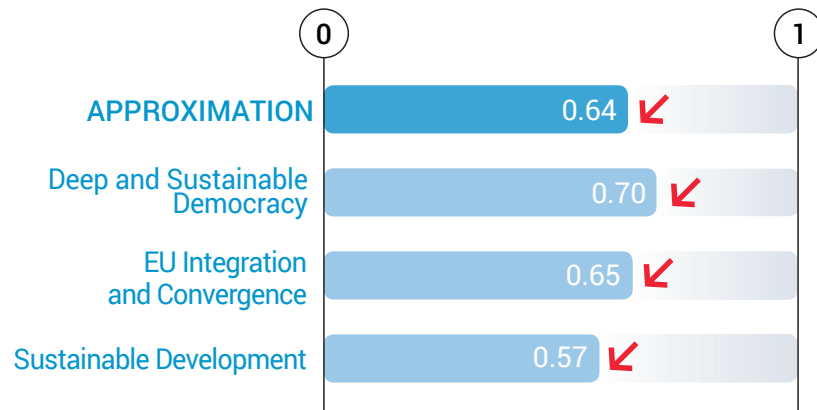 0 1
APPROXIMATION 0.64
Deep and Sustainable
Democracy 0.70
EU Integration
and Convergence 0.65
Sustainable Development 0.57